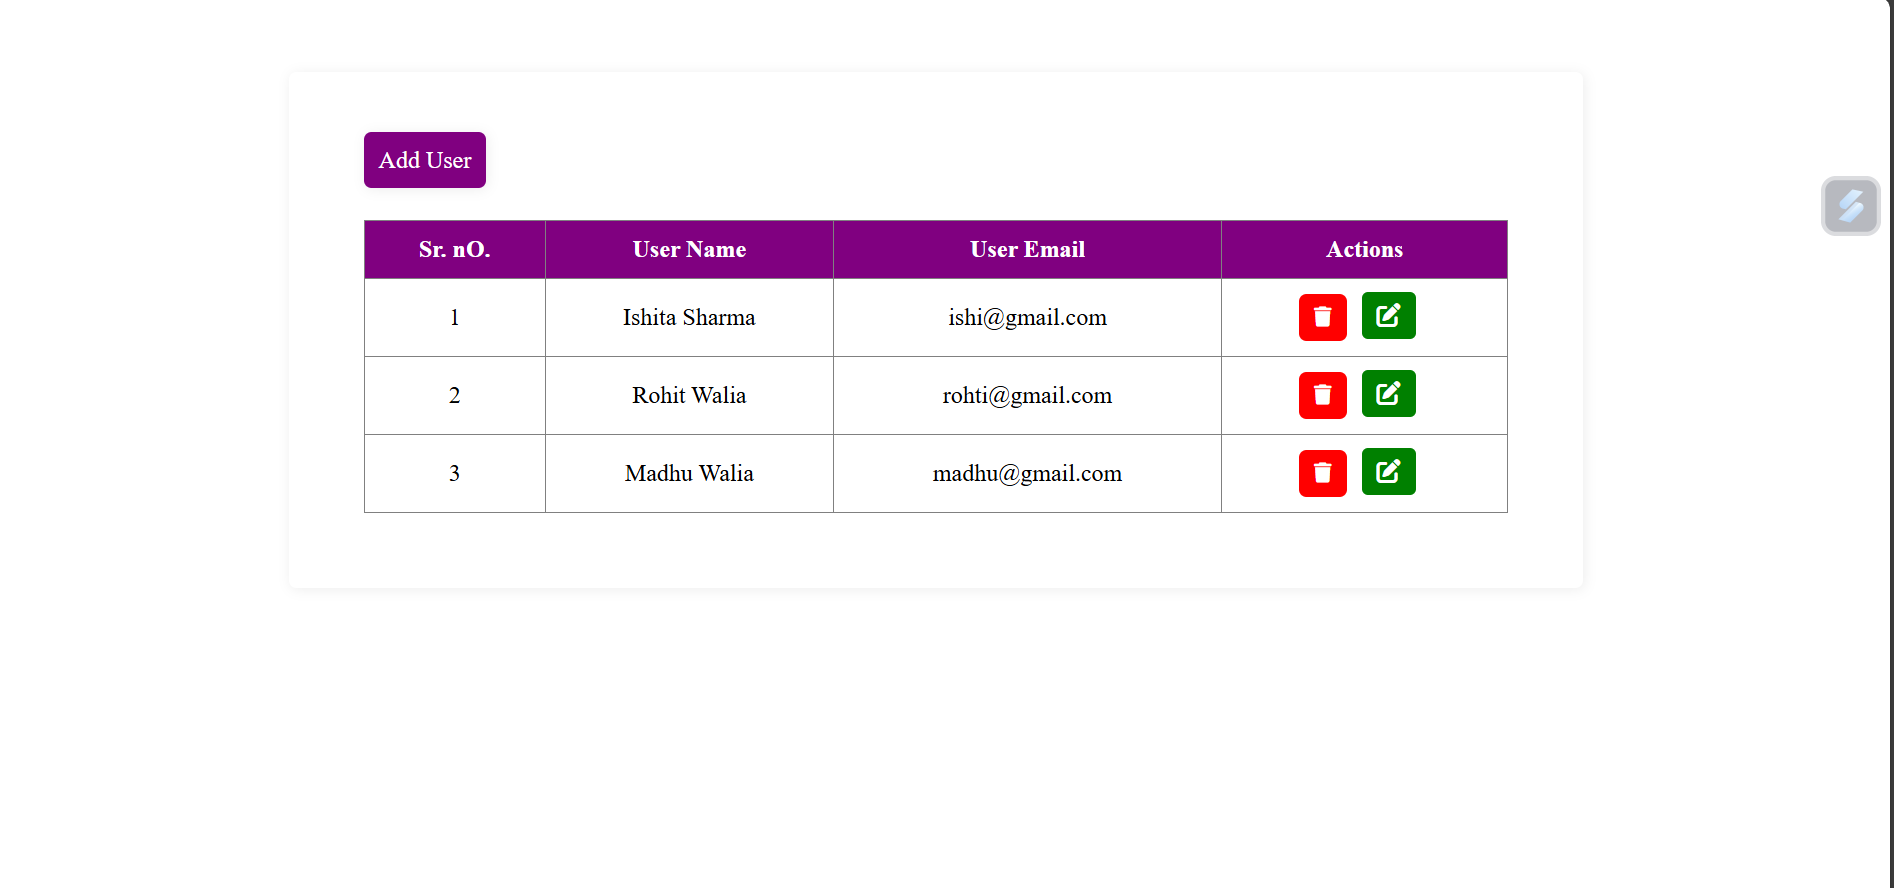 Add User
Sr. nO. User Name User Email Actions
1 Ishita Sharma ishi@gmail.com
2 Rohit Walia rohti@gmail.com
3 Madhu Walia madhu@gmail.com